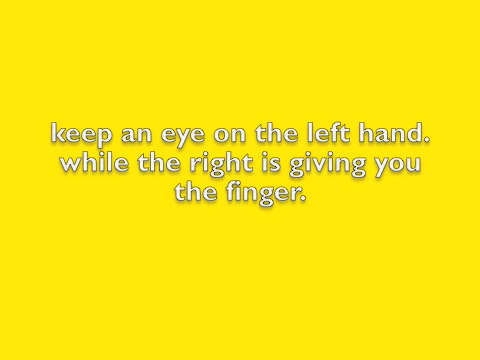 keep an eye on the left hand.
while the right is giving you
the finger.